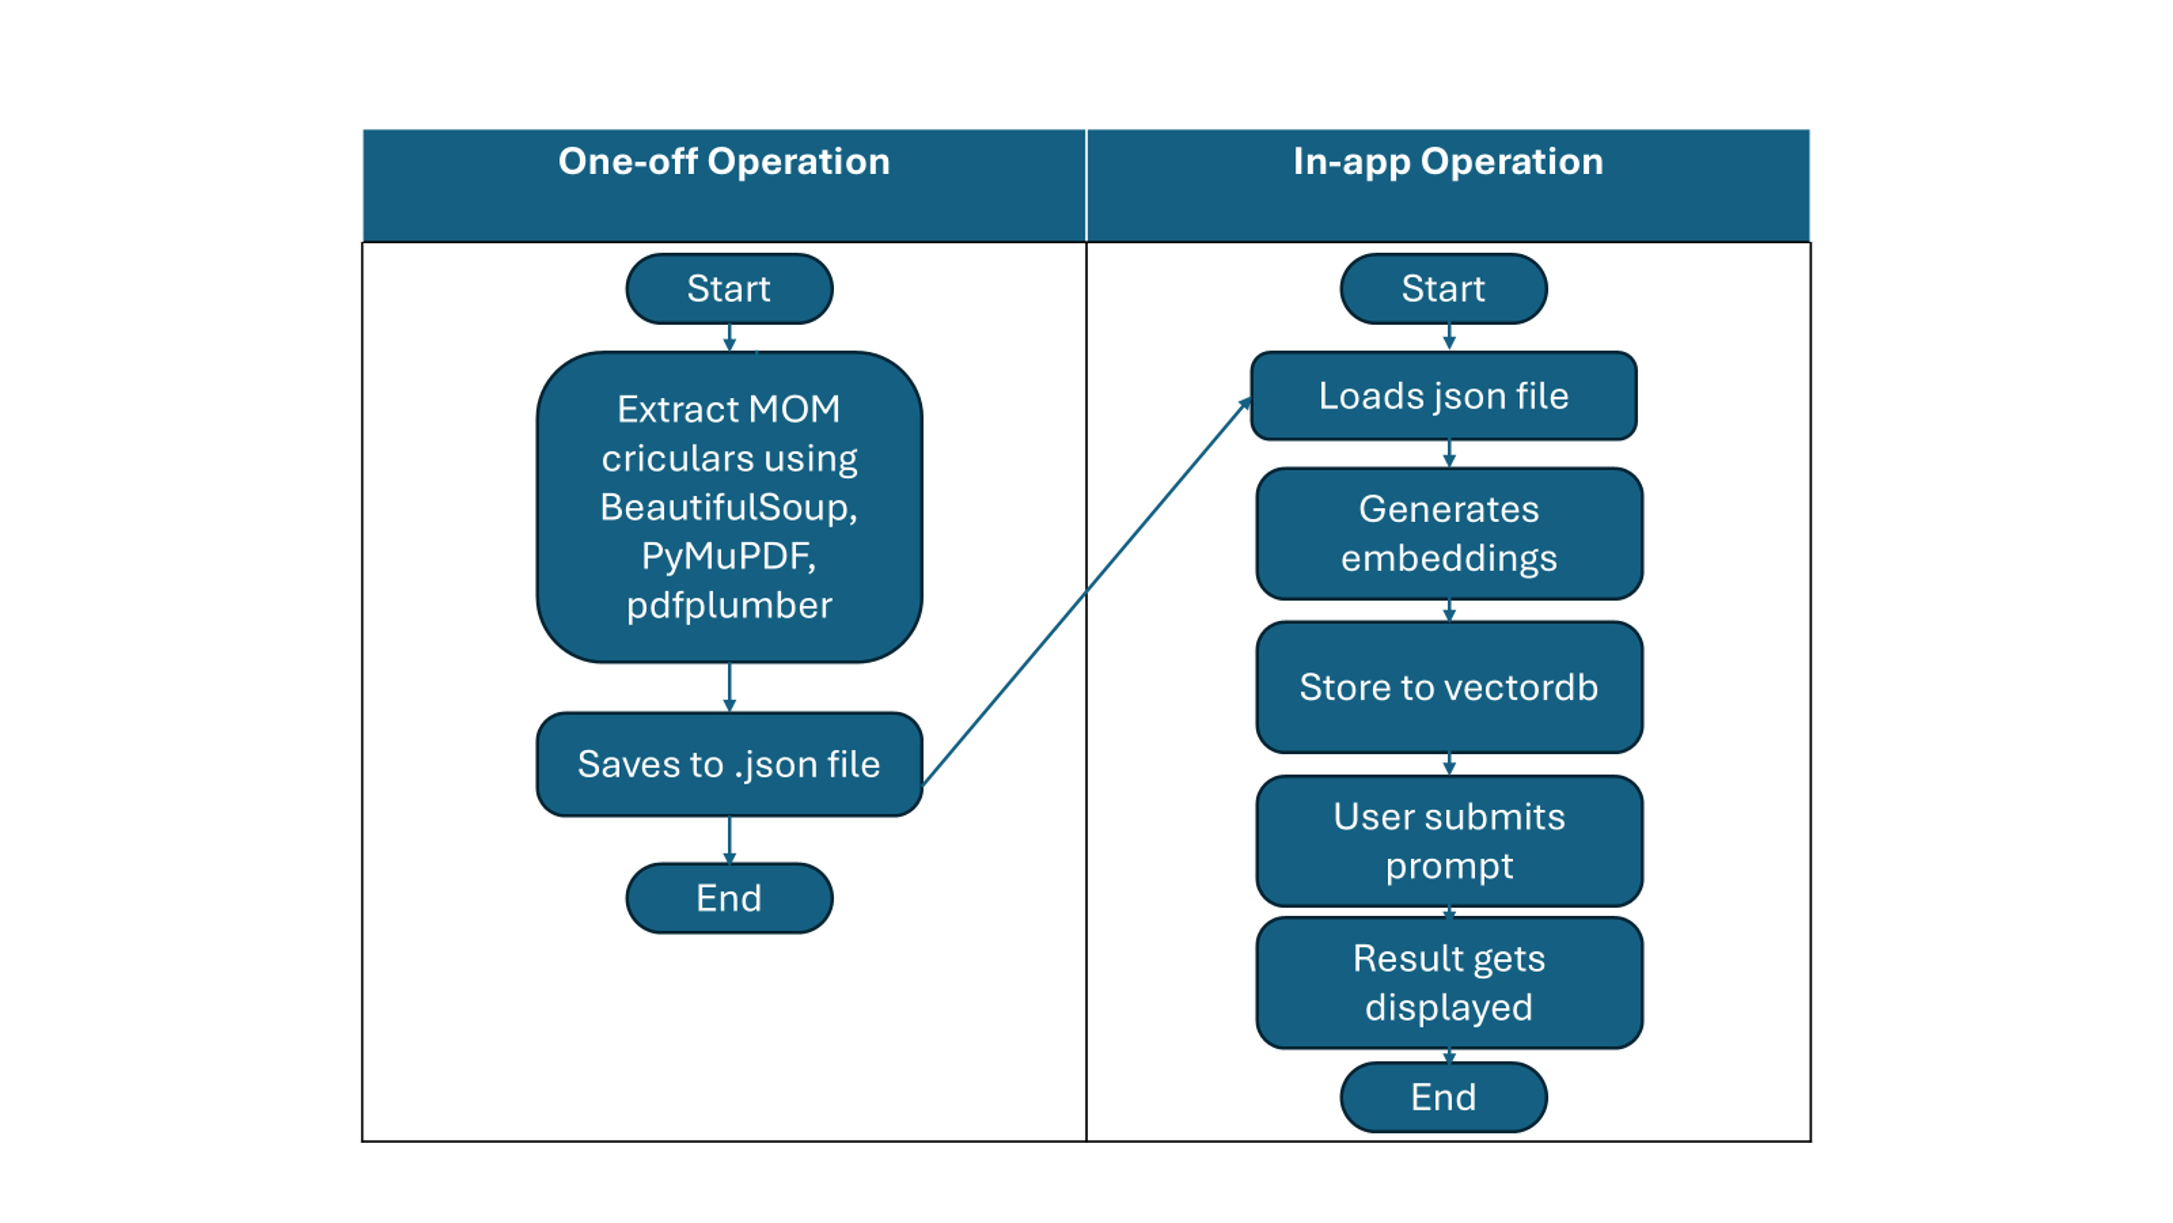 One-off Operation
In-app Operation
Start
Extract MOM
criculars using
BeautifulSoup,
PyMuPDF,
pdfplumber
Saves to .json file
End
Start
Loads json file
Generates
embeddings
Store to vectordb
User submits
prompt
Result gets
displayed
End